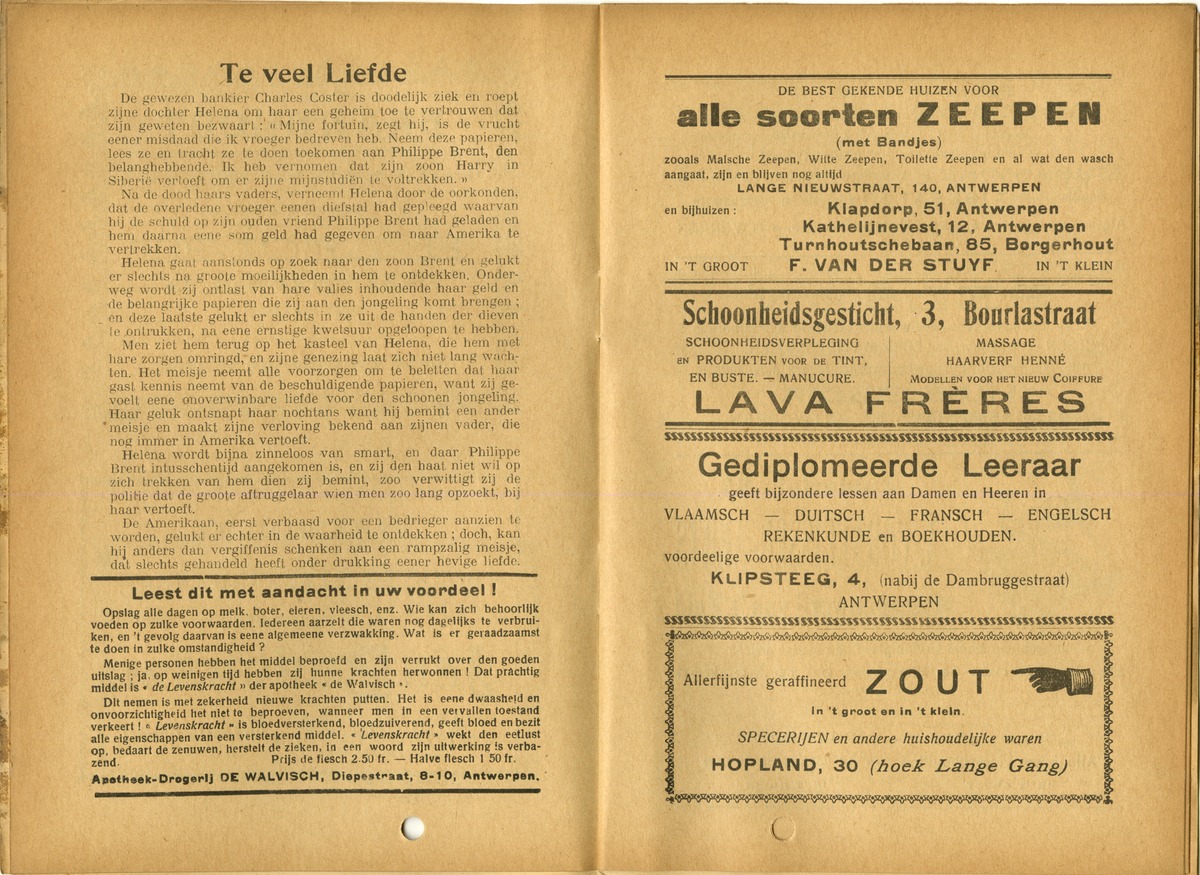 Te veel Liefde
De gewezen bankier Charles Coster is doodelijk ziek en roept
zijne dochter Helena om haar een geheim toe te vertrouwen dat
zijn geweten bezwaart : « Mijne fortuin, zegt hij, is de vrucht
eener misdaad die ik vroeger bedreven heb. Neem deze papieren,
lees ze en tracht ze te doen toekomen aan Philippe Brent, den
belanghebbende. Ik heb vernomen dat zijn zoon Harry in
Siberië vertoeft om er zijne mijnstudiën te voltrekken. »
Na de dood haars vaders, verneemt Helena door de oorkonden,
dat de overledene vroeger eenen diefstal had gepleegd waarvan
hij de schuld op zijn ouden vriend Philippe Brent had geladen en
hem daarna eene som geld had gegeven om naar Amerika te
vertrekken.
Helena gaat aanstonds op zoek naar den zoon Brent en gelukt
er slechts na groote moeilijkheden in hem te ontdekken. Onder-
weg wordt zij ontlast van hare valies inhoudende haar geld en
de belangrijke papieren die zij aan den jongeling komt brengen ;
en deze laatste gelukt er slechts in ze uit de handen der dieven
te ontrukken, na eene ernstige kwetsuur opgeloopen te hebben.
Men ziet hem terug op het kasteel van Helena, die hem met
hare zorgen omringd, en zijne genezing laat zich niet lang wach-
ten. Het meisje neemt alle voorzorgen om te beletten dat haar
gast kennis neemt van de beschuldigende papieren, want zij ge-
voelt eene onoverwinbare liefde voor den schoonen jongeling.
Haar geluk ontsnapt haar nochtans want hij bemint een ander
meisje en maakt zijne verloving bekend aan zijnen vader, die
nog immer in Amerika vertoeft.
Helena wordt bijna zinneloos van smart, en daar Philippe
Brent intusschentijd aangekomen is, en zij den haat niet wil op
zich trekken van hem dien zij bemint, zoo verwittigt zij de
politie dat de groote aftruggelaar wien men zoo lang opzoekt, bij
haar vertoeft.
De Amerikaan, eerst verbaasd voor een bedrieger aanzien te
worden, gelukt er echter in de waarheid te ontdekken ; doch, kan
hij anders dan vergiffenis schenken aan een rampzalig meisje,
dat slechts gehandeld heeft onder drukking eener hevige liefde.
Leest dit met aandacht in uw voordeel !
Opslag alle dagen op melk, boter, eieren, vleesch, enz. Wie kan zich behoorlijk
voeden op zulke voorwaarden. Iedereen aarzelt die waren nog dagelijks te verbrui-
ken, en 't gevolg daarvan is eene algemeene verzwakking. Wat is er geraadzaamst
te doen in zulke omstandigheid ?
Menige personen hebben het middel beproefd en zijn verrukt over den goeden
uitslag ; ja, op weinigen tijd hebben zij hunne krachten herwonnen ! Dat prachtig
middel is « de Levenskracht » der apotheek « de Walvisch ».
Dit nemen is met zekerheid nieuwe krachten putten. Het is eene dwaasheid en
onvoorzichtigheid het niet te beproeven, wanneer men in een vervallen toestand
verkeert ! « Levenskracht » is bloedversterkend, bloedzuiverend, geeft bloed en bezit
alle eigenschappen van een versterkend middel. « Levenskracht » wekt den eetlust
op, bedaart de zenuwen, herstelt de zieken, in een woord zijn uitwerking is verba-
zend. Prijs de flesch 2.50 fr. — Halve flesch 1 50 fr.
Apotheek-Drogerij DE WALVISCH, Diepestraat, 8-10, Antwerpen.
DE BEST GEKENDE HUIZEN VOOR
alle soorten ZEEPEN
(met Bandjes)
zooals Malsche Zeepen, Witte Zeepen, Toilette Zeepen en al wat den wasch
aangaat, zijn en blijven nog altijd
LANGE NIEUWSTRAAT, 140, ANTWERPEN
en bijhuizen : Klapdorp, 51, Antwerpen
Kathelijnevest, 12, Antwerpen
Turnhoutschebaan, 85, Borgerhout
IN 'T GROOT F. VAN DER STUYF IN 'T KLEIN
Schoonheidsgesticht, 3, Bourlastraat
SCHOONHEIDSVERPLEGING
EN PRODUKTEN VOOR DE TINT,
EN BUSTE. — MANUCURE.
MASSAGE
HAARVERF HENNÉ
MODELLEN VOOR HET NIEUW COIFFURE
LAVA FRÈRES
Gediplomeerde Leeraar
geeft bijzondere lessen aan Damen en Heeren in
VLAAMSCH — DUITSCH — FRANSCH — ENGELSCH
REKENKUNDE en BOEKHOUDEN.
voordeelige voorwaarden.
KLIPSTEEG, 4, (nabij de Dambruggestraat)
ANTWERPEN
Allerfijnste geraffineerd ZOUT
In 't groot en in 't klein.
SPECERIJEN en andere huishoudelijke waren
HOPLAND, 30 (hoek Lange Gang)